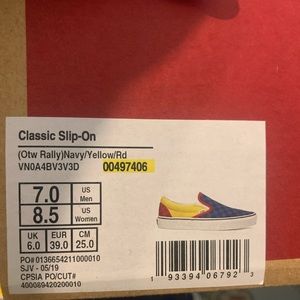 Classic Slip-On
(Otw Rally)Navy/Yellow/Rd
VN0A4BV3V3D 00497406
7.0 US Men
8.5 US Women
UK 6.0 EUR 39.0 CM 25.0
PO#0136654211000010
SJV - 05/19
CPSIA PO/CUT#
400089420200010
1 93394 06792 3